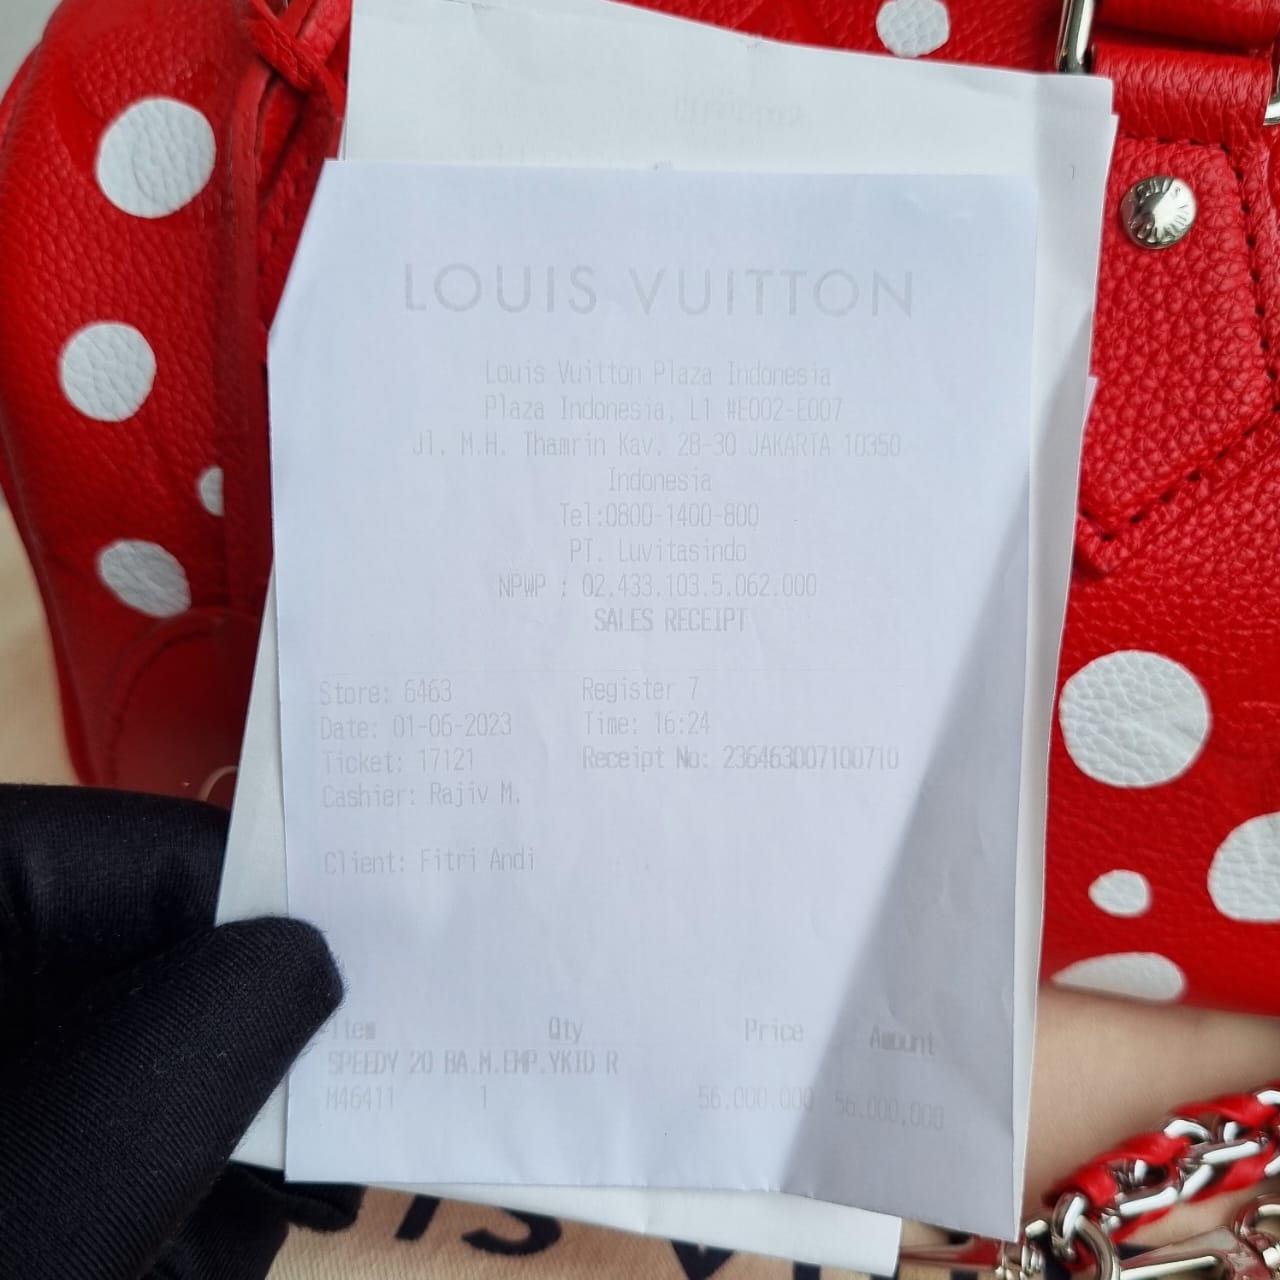 LOUIS VUITTON
Louis Vuitton Plaza Indonesia
Plaza Indonesia, L1 #E002-E007
Jl. M.H. Thamrin Kav. 28-30 JAKARTA 10350
Indonesia
Tel:0800-1400-800
PT. Luvitasindo
NPWP : 02.433.103.5.062.000
SALES RECEIPT
Store: 6463 Register 7
Date: 01-06-2023 Time: 16:24
Ticket: 17121 Receipt No: 236463007100710
Cashier: Rajiv M.
Client: Fitri Andi
Item Qty Price Amount
SPEEDY 20 BA.M.EMP.YKID R
M46411 1 56.000.000 56.000.000